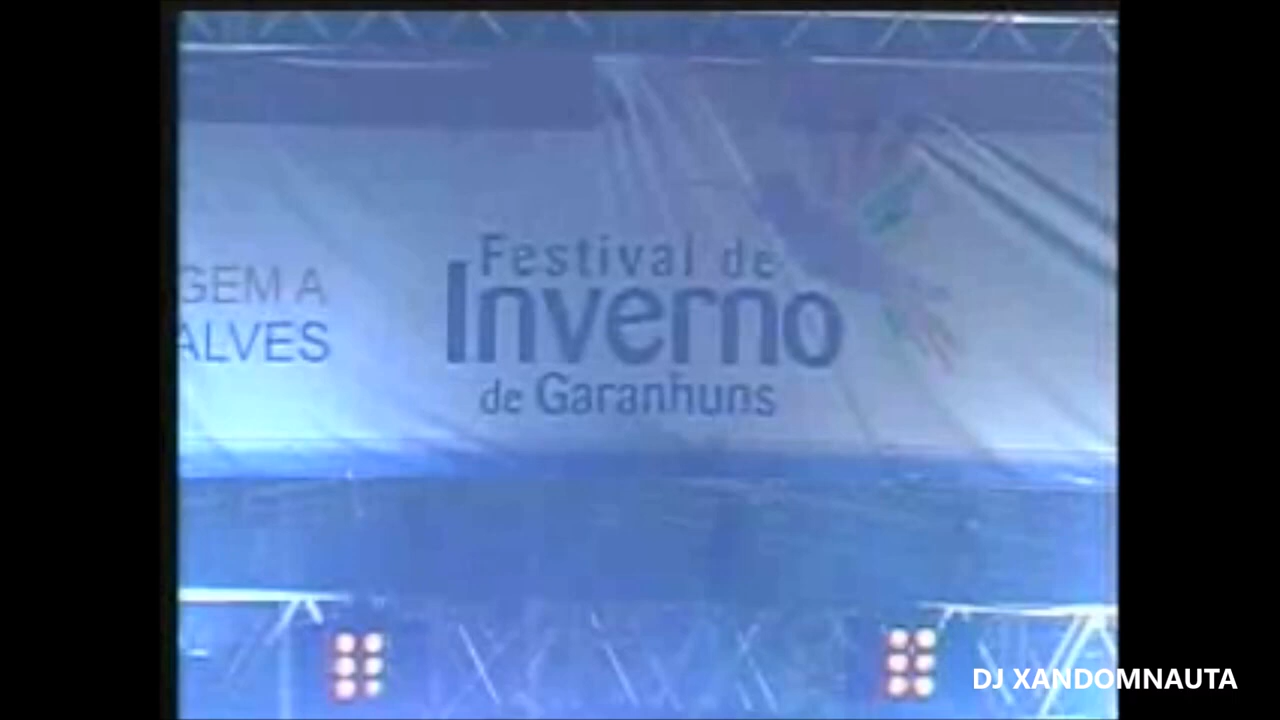 GEM A
ALVES
Festival de
Inverno
de Garanhuns
DJ XANDOMNAUTA